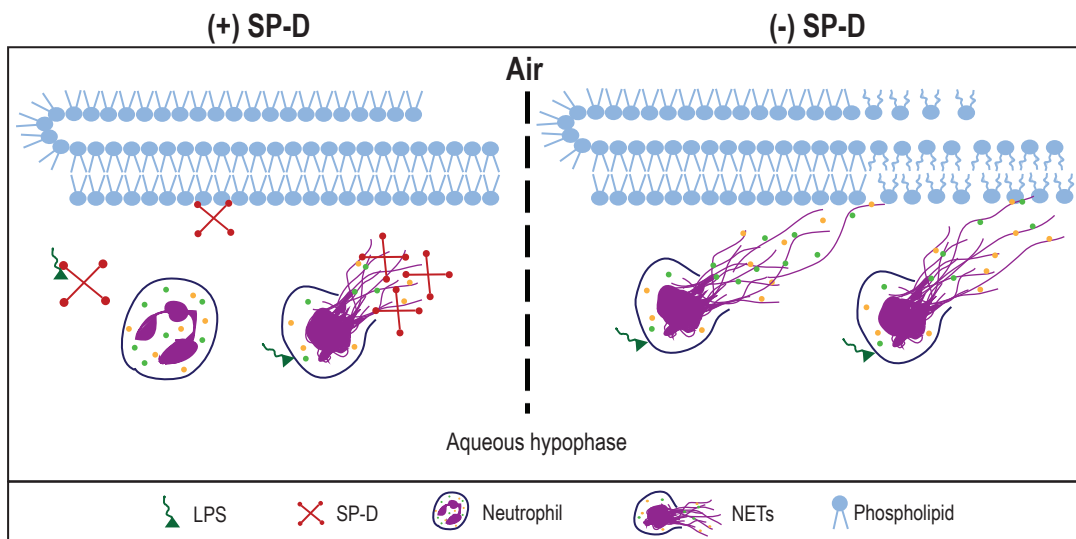 (+) SP-D
(-) SP-D
Air
Aqueous hypophase
LPS
SP-D
Neutrophil
NETs
Phospholipid